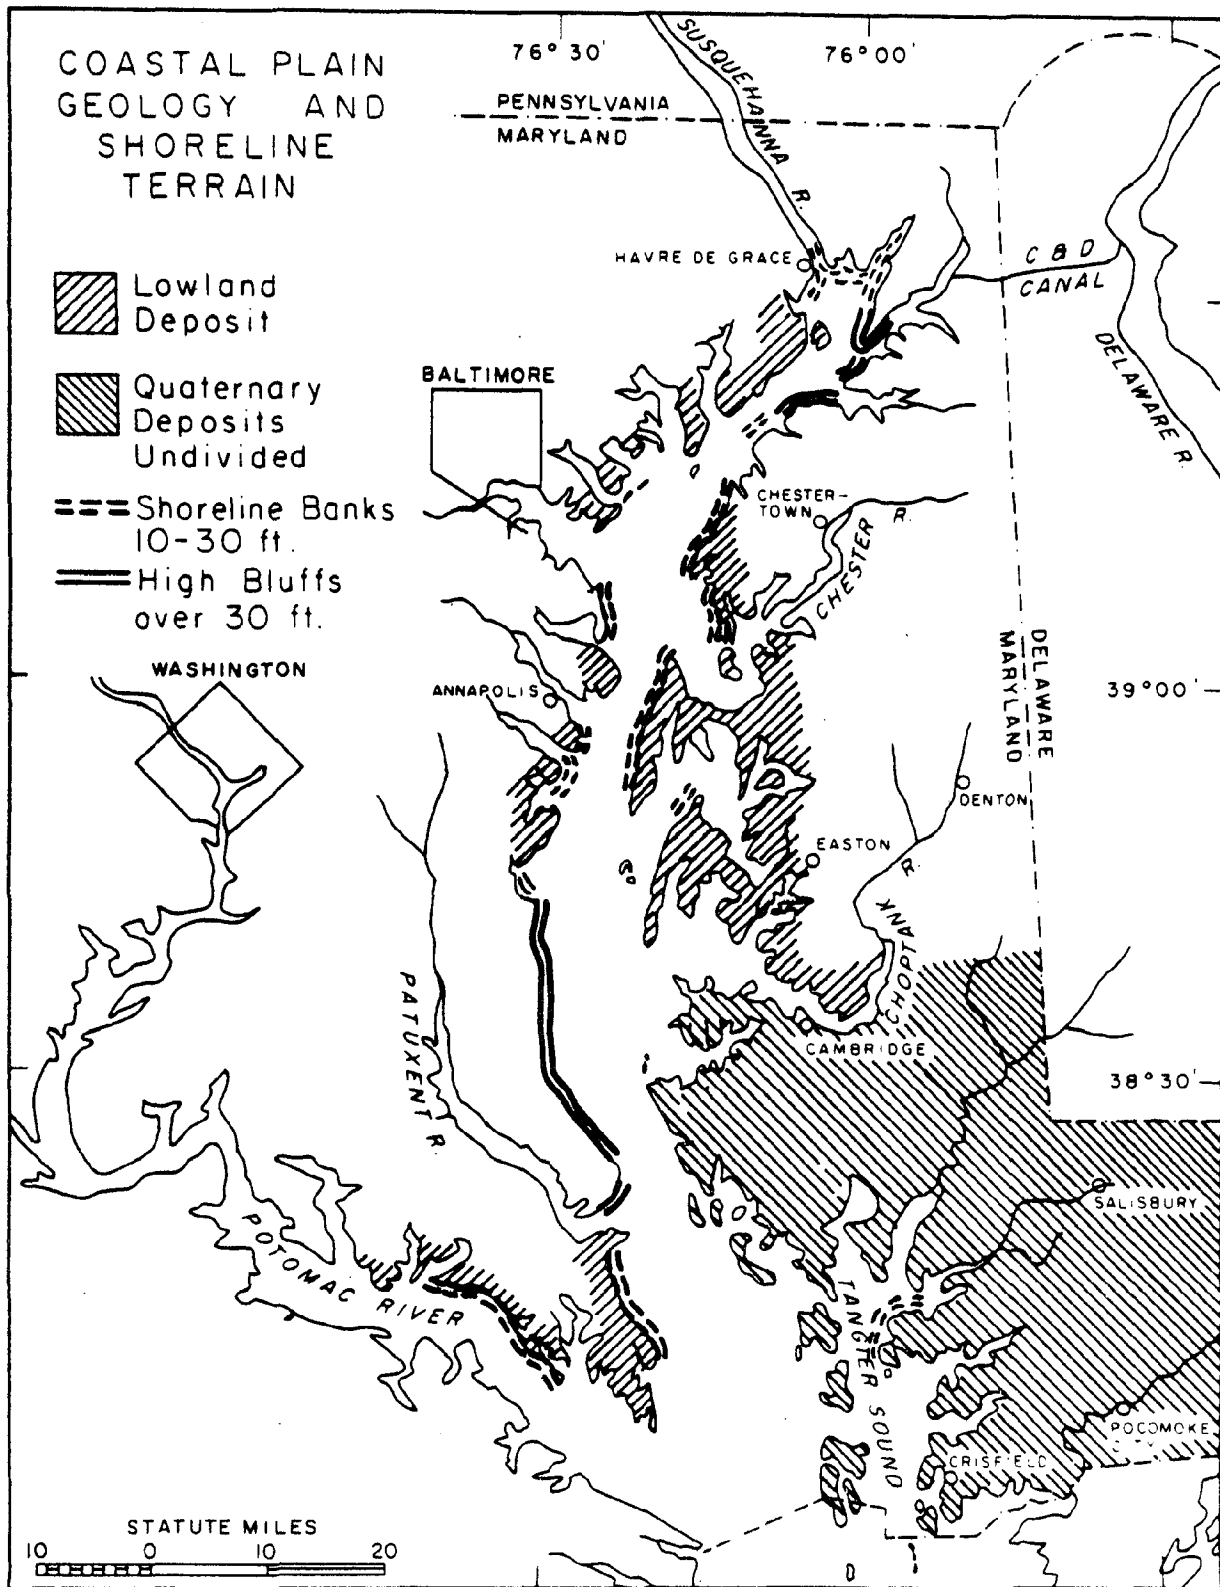 COASTAL PLAIN
GEOLOGY AND
SHORELINE
TERRAIN
Lowland
Deposit
Quaternary
Deposits
Undivided
Shoreline Banks
10-30 ft.
High Bluffs
over 30 ft.
76° 30'
76° 00'
PENNSYLVANIA
MARYLAND
SUSQUEHAINNA R.
HAVRE DE GRACE
C & D
CANAL
DELAWARE R.
BALTIMORE
CHESTER-
TOWN
CHESTER R.
DELAWARE
MARYLAND
WASHINGTON
ANNAPOLIS
39° 00'
DENTON
EASTON
CHOPTANK R.
PATUXENT R.
CAMBRIDGE
38° 30'
SALISBURY
POTOMAC RIVER
TANGTER SOUND
POCOMOKE
CITY
CRISFIELD
STATUTE MILES
10 0 10 20